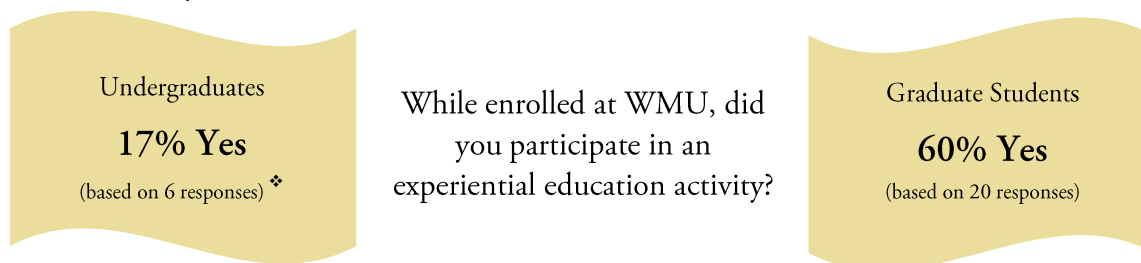 Undergraduates
17% Yes
(based on 6 responses) ❖
While enrolled at WMU, did
you participate in an
experiential education activity?
Graduate Students
60% Yes
(based on 20 responses)